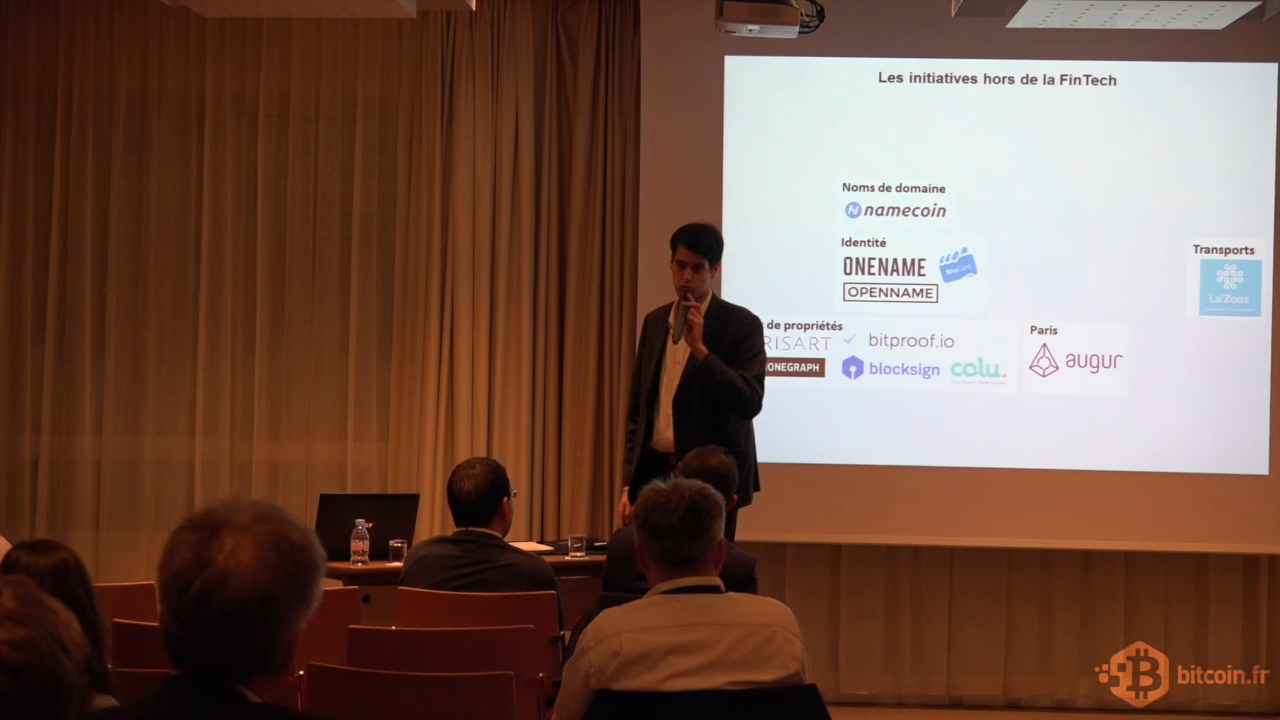 Les initiatives hors de la FinTech
Noms de domaine
namecoin
Identité
ONENAME
OPENNAME
Transports
La'Zooz
de propriétés
RISART
bitproof.io
ONEGRAPH
blocksign
colu.
Paris
augur
bitcoin.fr